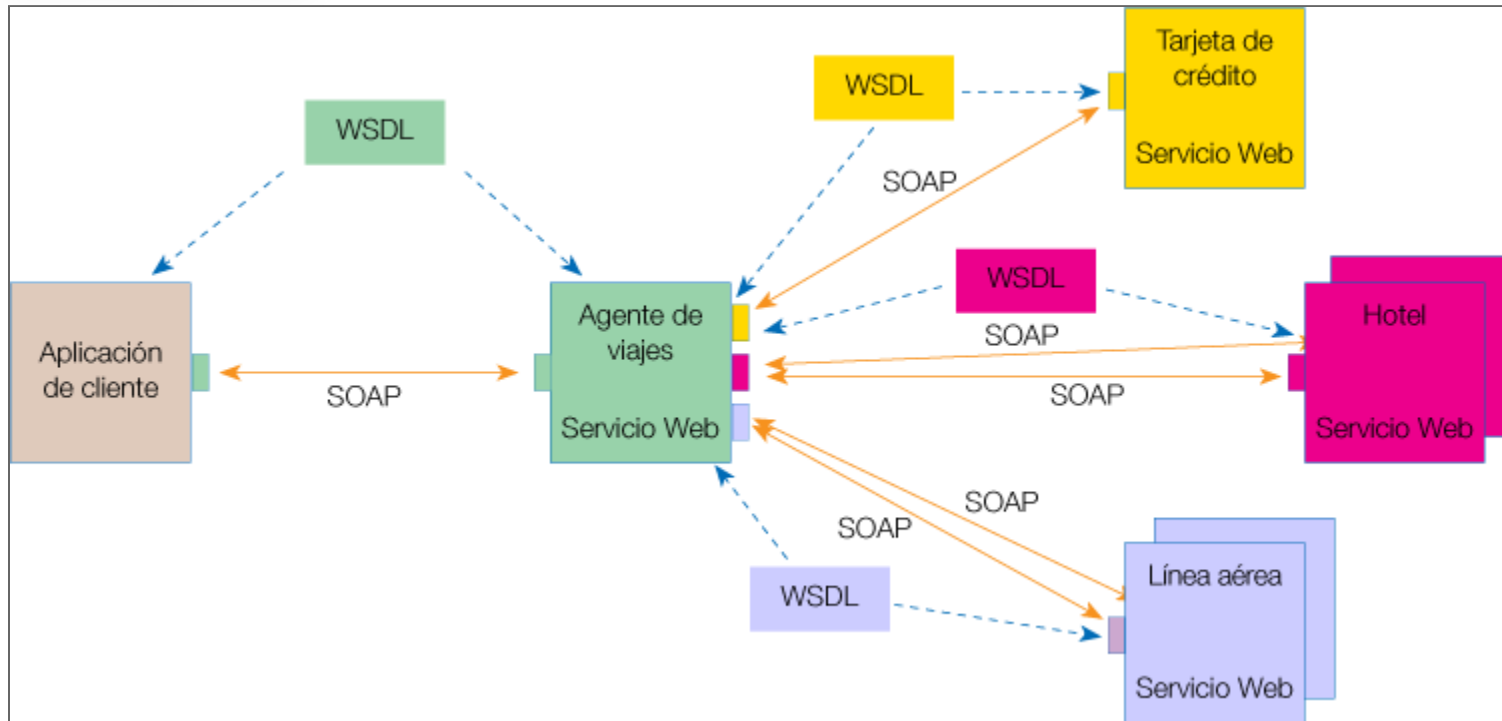 WSDL
Aplicación
de cliente
SOAP
Agente de
viajes
Servicio Web
WSDL
SOAP
Tarjeta de
crédito
Servicio Web
WSDL
SOAP
SOAP
Hotel
Servicio Web
SOAP
SOAP
WSDL
Línea aérea
Servicio Web